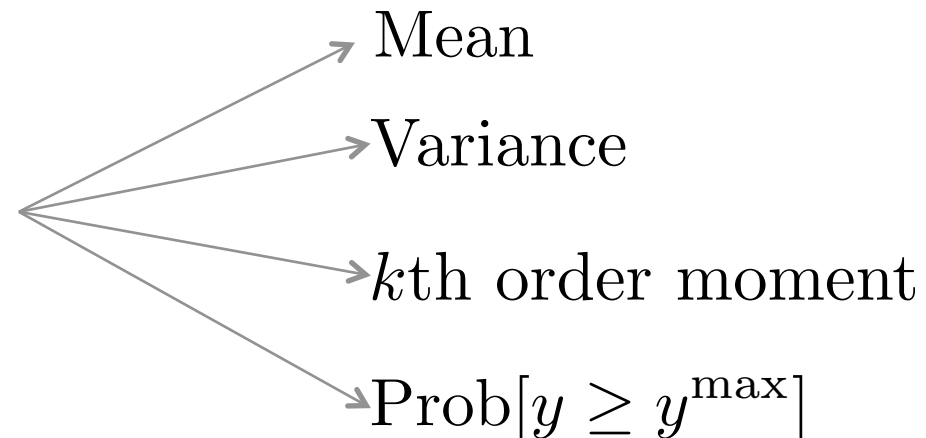 Mean
Variance
kth order moment
Prob[y ≥ y^max]